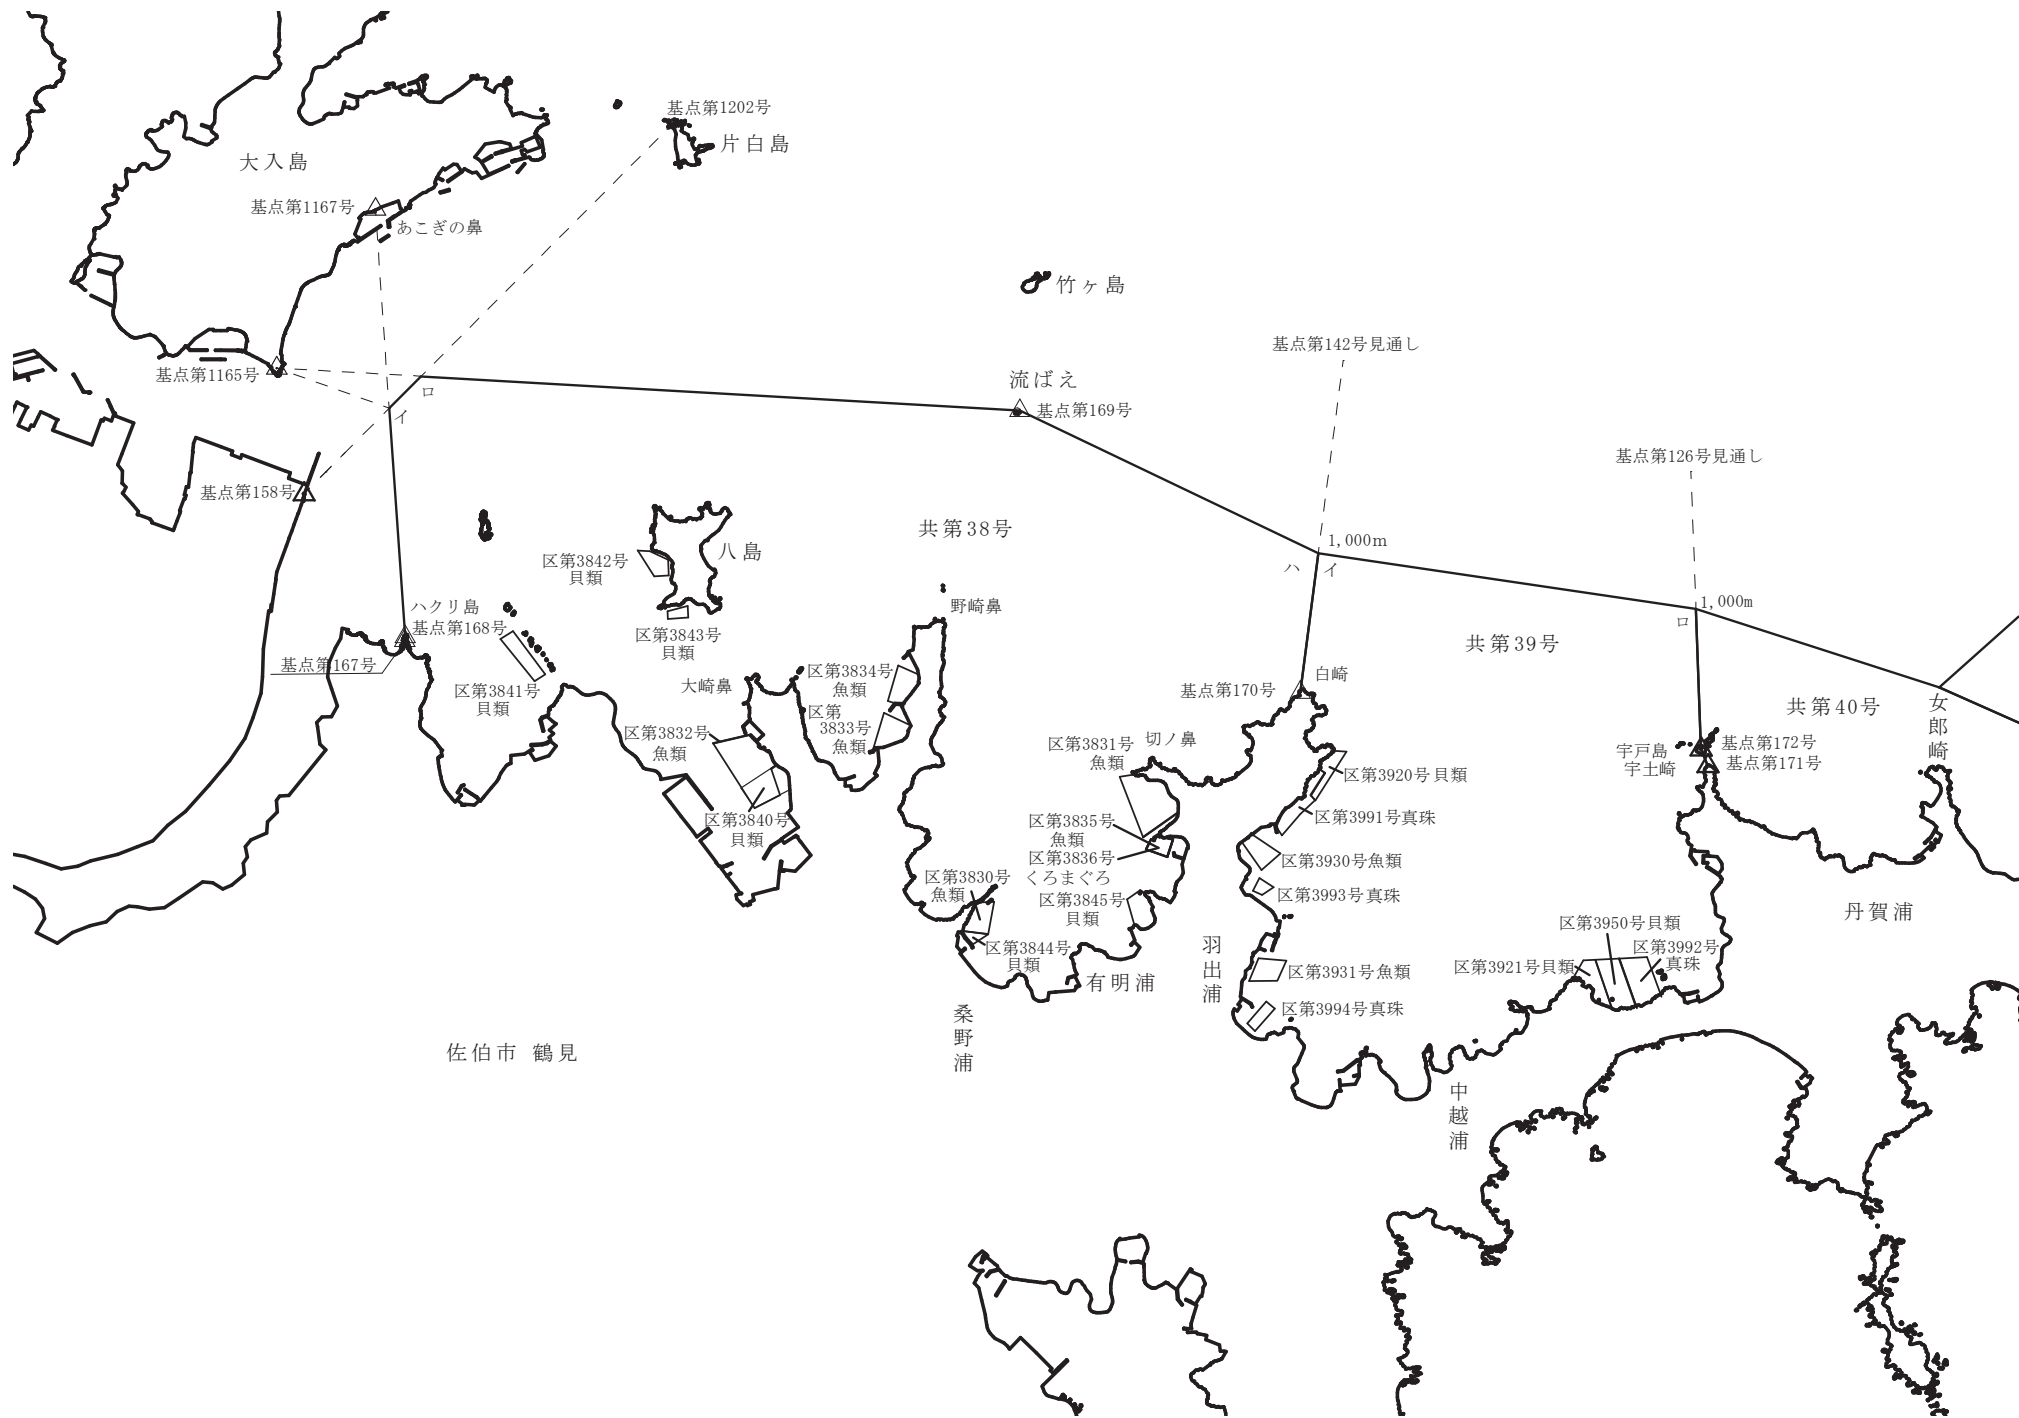 基点第1202号
片白島
大入島
基点第1167号
あこぎの鼻
竹ヶ島
基点第142号見通し
基点第1165号
ロ
イ
流ばえ
基点第169号
基点第126号見通し
基点第158号
共第38号
1,000m
ハ
イ
八島
区第3842号
貝類
1,000m
ロ
ハクリ島
基点第168号
野崎鼻
区第3843号
貝類
共第39号
基点第167号
区第3841号
貝類
大崎鼻
区第3834号
魚類
基点第170号
白崎
共第40号
女郎崎
区第
3833号
魚類
区第3832号
魚類
区第3831号
魚類
切ノ鼻
宇戸島
宇土崎
基点第172号
基点第171号
区第3920号貝類
区第3840号
貝類
区第3835号
魚類
区第3836号
くろまぐろ
区第3991号真珠
区第3930号魚類
区第3830号
魚類
区第3845号
貝類
区第3993号真珠
丹賀浦
区第3844号
貝類
有明浦
羽出浦
区第3950号貝類
区第3992号
真珠
区第3921号貝類
区第3931号魚類
区第3994号真珠
桑野浦
佐伯市 鶴見
中越浦